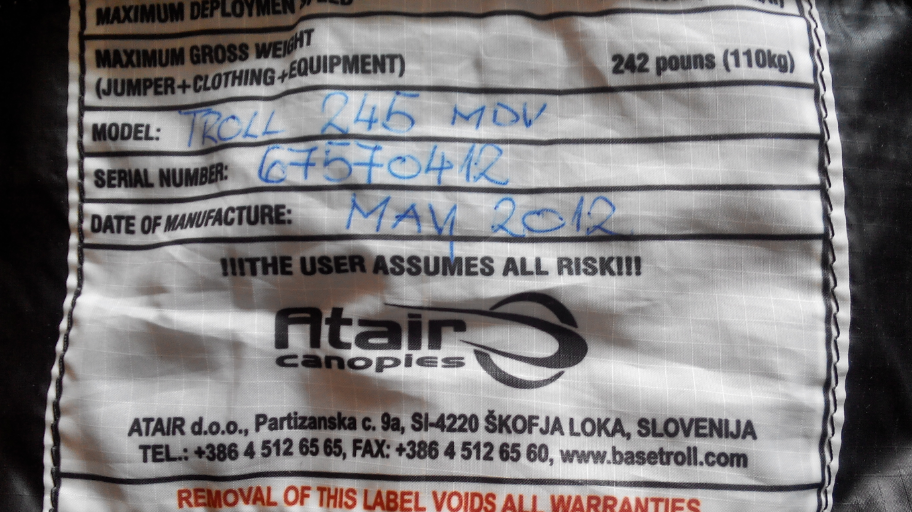 MAXIMUM DEPLOYMEN
MAXIMUM GROSS WEIGHT
(JUMPER+CLOTHING+EQUIPMENT) 242 pouns (110kg)
MODEL: TROLL 245 MDV
SERIAL NUMBER: 67570412
DATE OF MANUFACTURE: MAY 2012
!!!THE USER ASSUMES ALL RISK!!!
Atair
canopies
ATAIR d.o.o., Partizanska c. 9a, SI-4220 ŠKOFJA LOKA, SLOVENIJA
TEL.: +386 4 512 65 65, FAX: +386 4 512 65 60, www.basetroll.com
REMOVAL OF THIS LABEL VOIDS ALL WARRANTIES